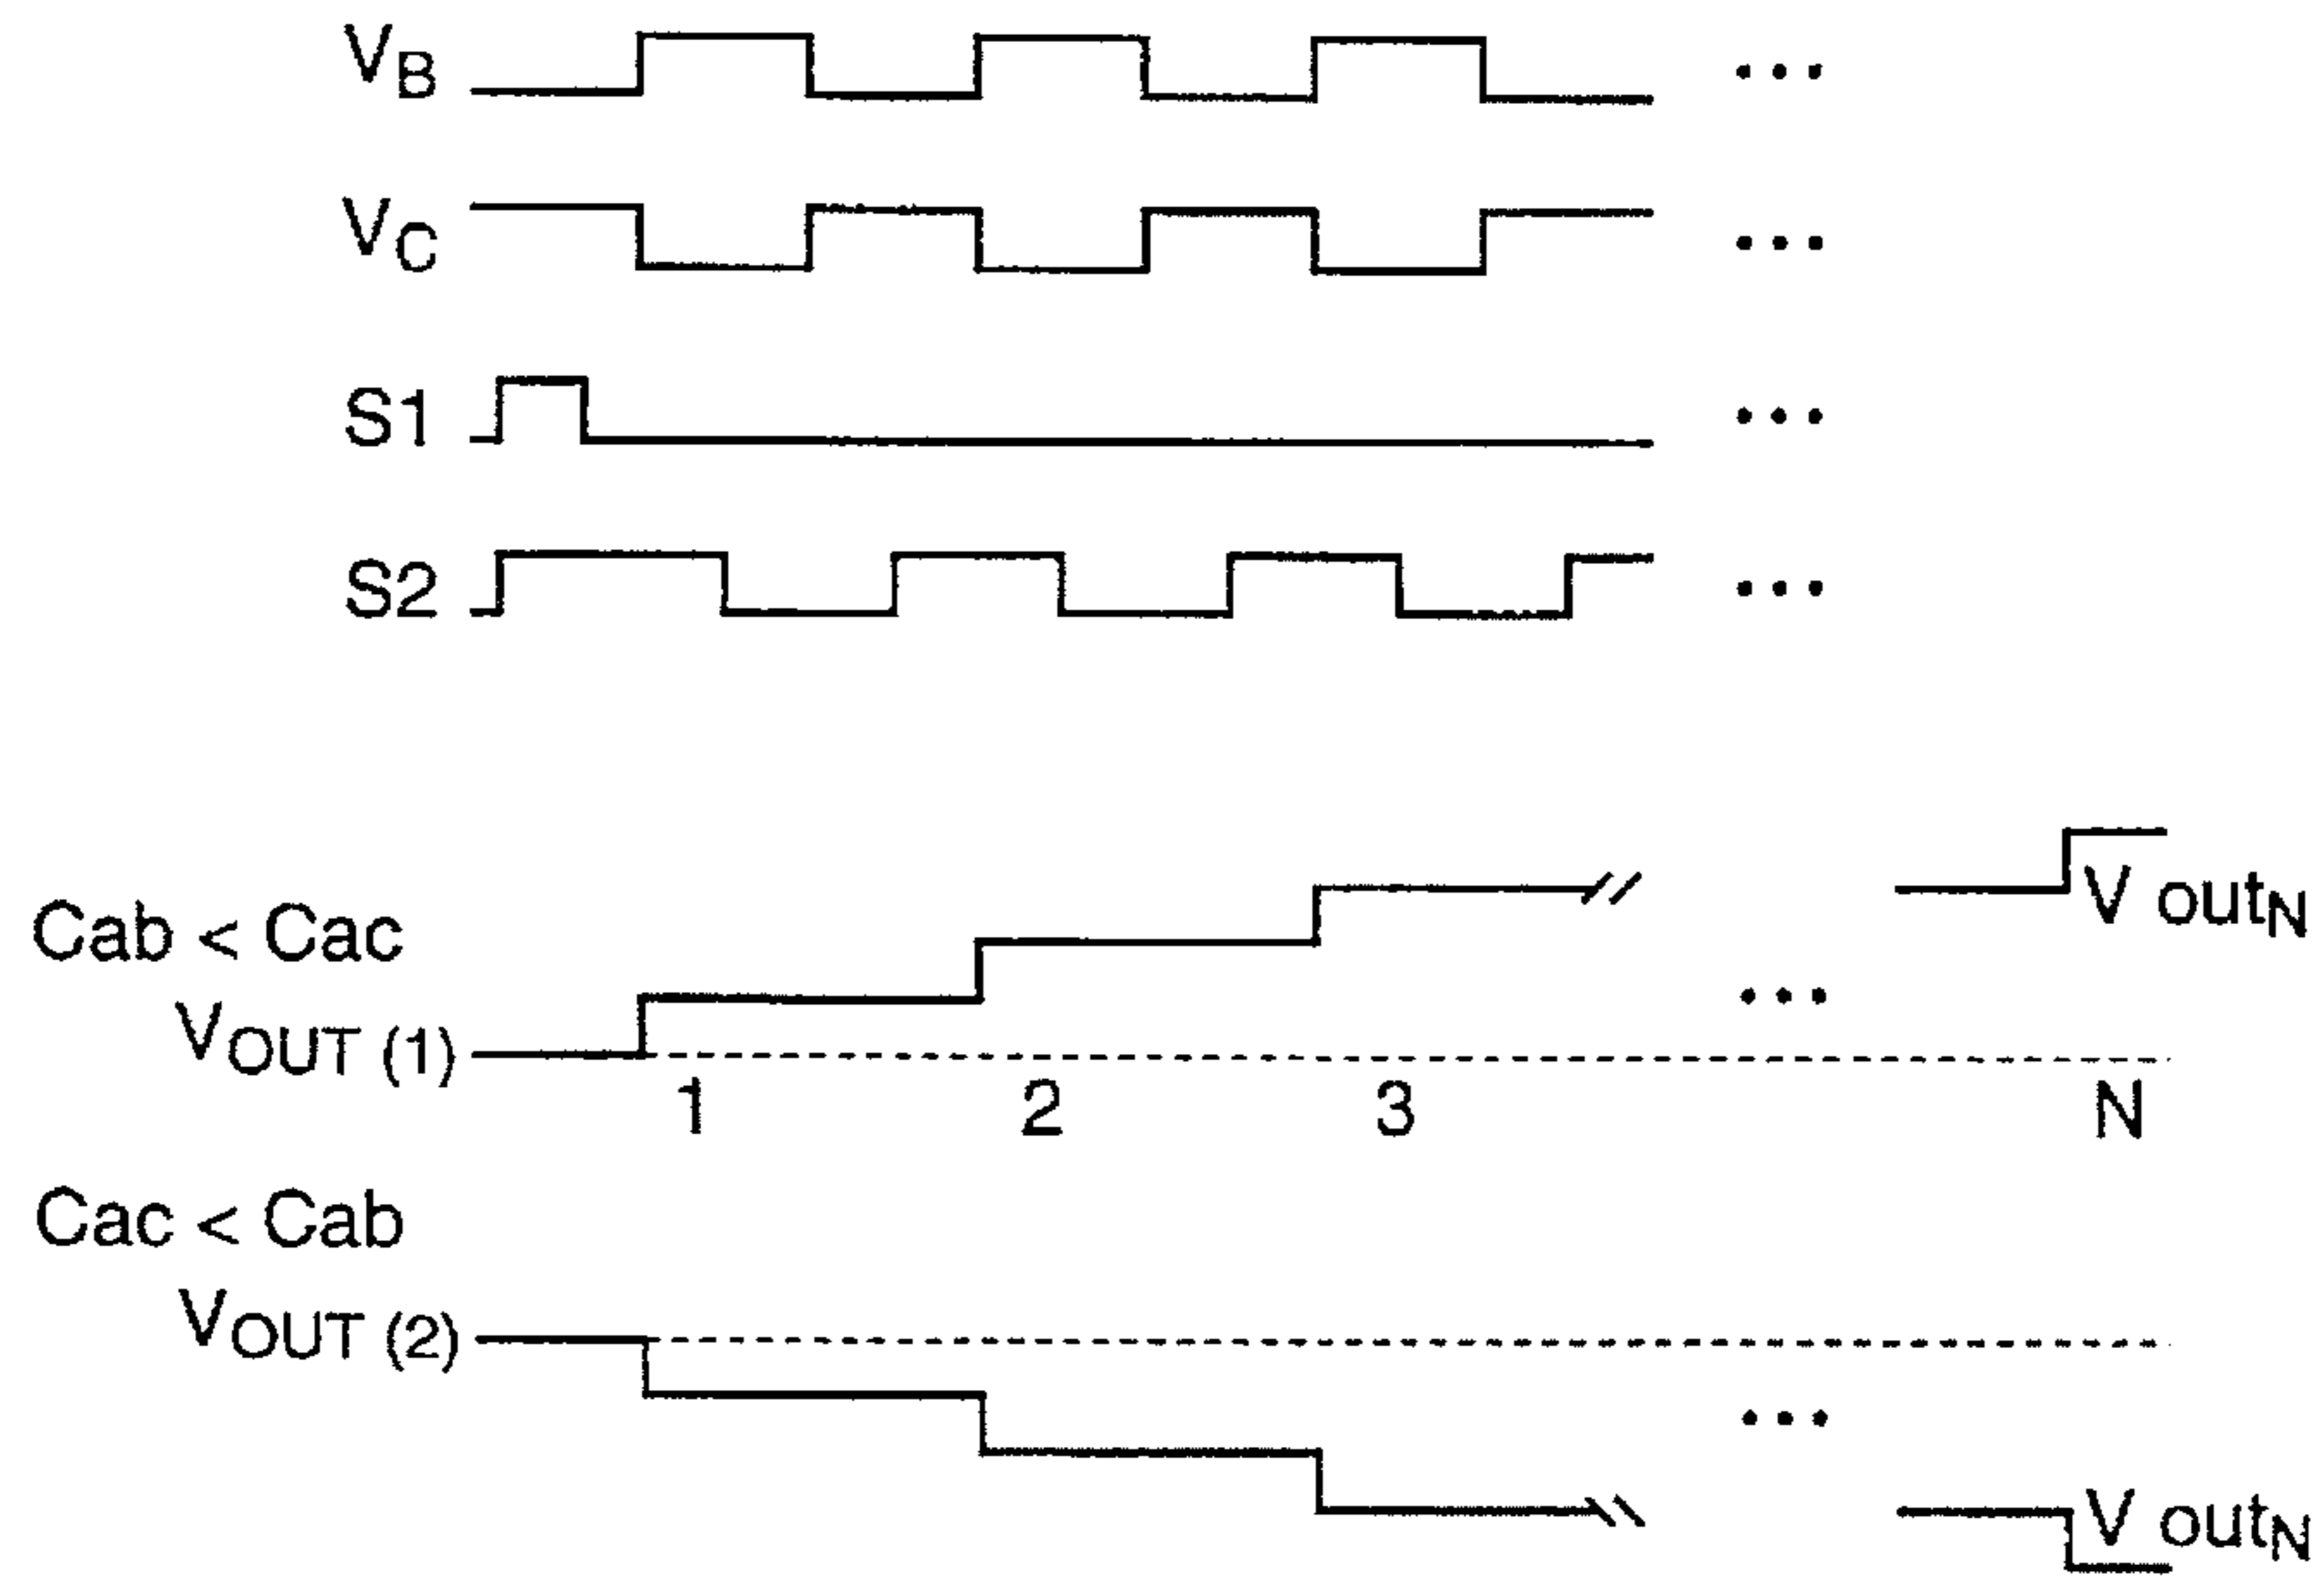 VB
VC
S1
S2
Cab < Cac
V outN
VOUT (1)
1 2 3 N
Cac < Cab
VOUT (2)
V outN